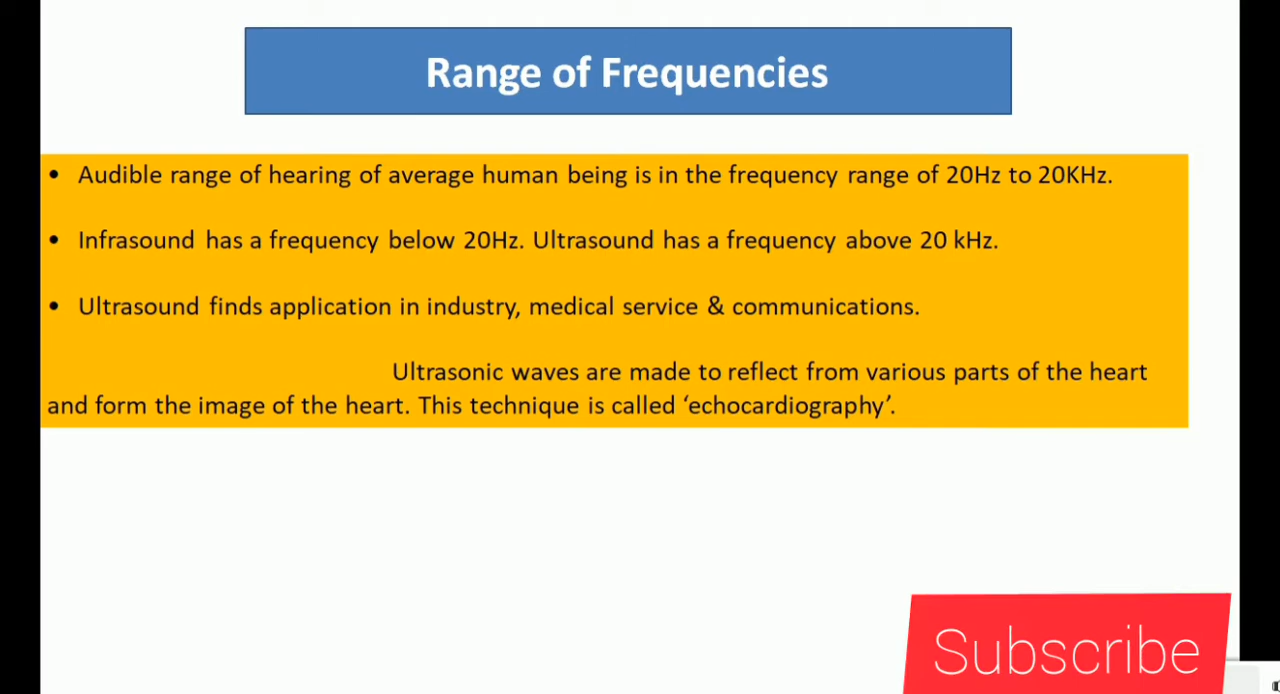 Range of Frequencies
• Audible range of hearing of average human being is in the frequency range of 20Hz to 20KHz.
• Infrasound has a frequency below 20Hz. Ultrasound has a frequency above 20 kHz.
• Ultrasound finds application in industry, medical service & communications.
Ultrasonic waves are made to reflect from various parts of the heart
and form the image of the heart. This technique is called ‘echocardiography’.
Subscribe